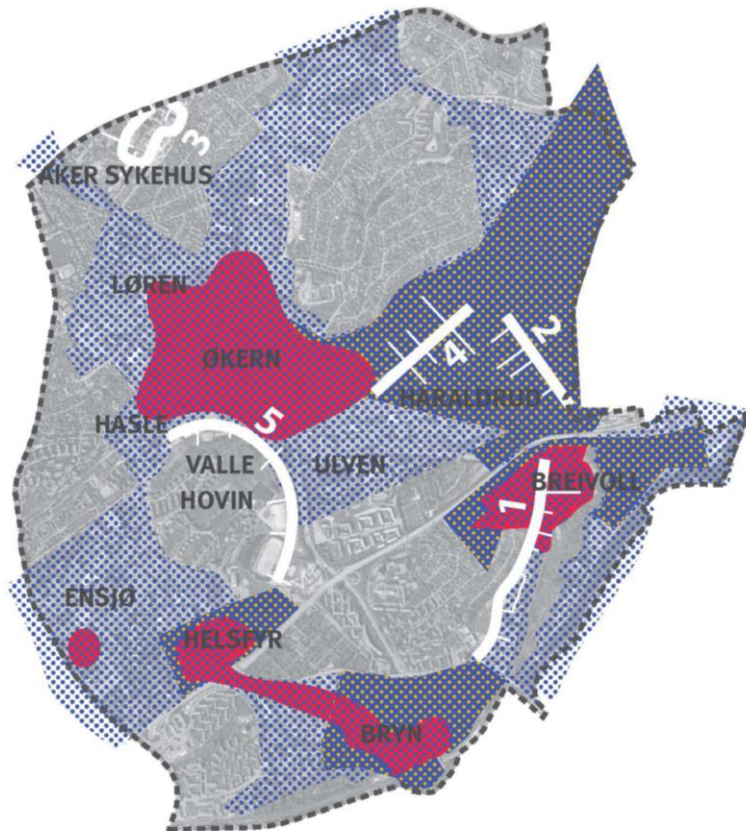 3
AKER SYKEHUS
LØREN
ØKERN
2
4
HARALDRUD
HASLE
5
VALLE
HOVIN
ULVEN
BREIVOLL
1
ENSJØ
HELSFYR
BRYN